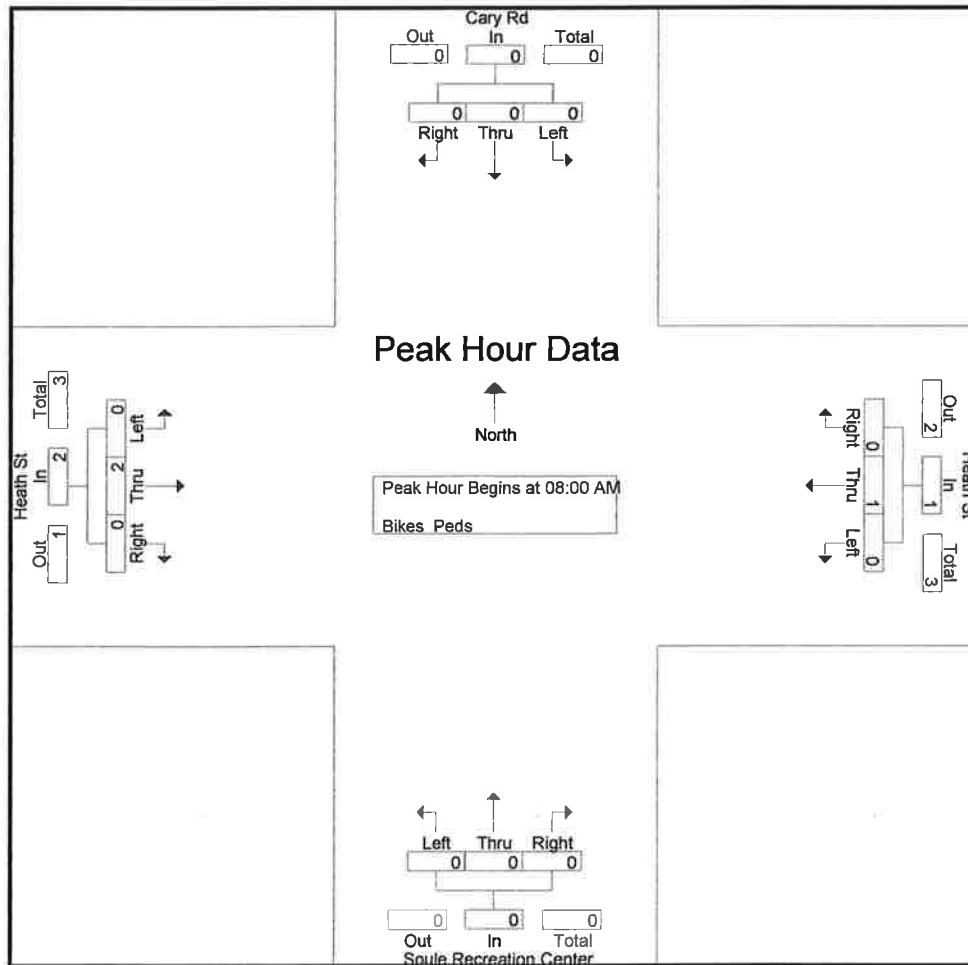 Cary Rd
Out In Total
0 0 0
0 0 0
Right Thru Left
Peak Hour Data
North
Peak Hour Begins at 08:00 AM
Bikes Peds
Heath St
Out In Total
1 2 3
0 2 0
Right Thru Left
Heath St
Out In Total
2 1 3
0 1 0
Right Thru Left
Left Thru Right
0 0 0
0 0 0
Out In Total
Soule Recreation Center